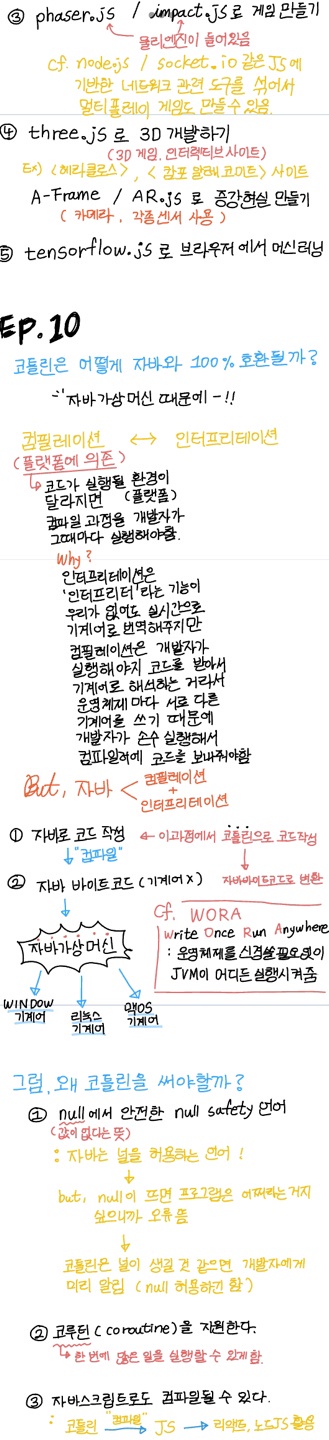 ③ phaser.js / impact.js로 게임 만들기
물리엔진이 들어있음
Cf. node.js / socket.io 같은 JS에
기반한 네트워크 관련 도구를 섞어서
멀티플레이 게임도 만들 수 있음.
④ three.js로 3D 개발하기
(3D 게임, 인터랙티브사이트)
Ex) <헤라클로스>, <캄포 알레코이트> 사이트
A-Frame / AR.js로 증강현실 만들기
(카메라, 각종센서 사용)
⑤ tensorflow.js로 브라우저에서 머신러닝
EP.10
코틀린은 어떻게 자바와 100% 호환될까?
자바가상머신 때문에-!!
컴필레이션 ↔ 인터프리테이션
(플랫폼에 의존)
코드가 실행될 환경이
달라지면 (플랫폼)
컴파일 과정을 개발자가
그때마다 실행해야함.
Why?
인터프리테이션은
'인터프리터'라는 기능이
우리가 없어도 실시간으로
기계어로 번역해주지만
컴필레이션은 개발자가
실행해야지 코드를 받아서
기계어로 해석하는 거라서
운영체제 마다 서로 다른
기계어를 쓰기 때문에
개발자가 손수 실행해서
컴파일러에 코드를 보내줘야함
But, 자바 < 컴필레이션
+
인터프리테이션
① 자바로 코드 작성 ← 이과정에서 코틀린으로 코드작성
↓"컴파일"
② 자바 바이트코드 (기계어X)
자바바이트코드로 변환
자바가상머신
WINDOW 기계어
리눅스 기계어
맥OS 기계어
Cf. WORA
Write Once Run Anywhere
: 운영체제를 신경쓸 필요없이
JVM이 어디든 실행시켜줌
그럼, 왜 코틀린을 써야할까?
① null에서 안전한 null safety 언어
(값이 없다는 뜻)
: 자바는 널을 허용하는 언어!
↓
but, null이 뜨면 프로그램은 어쩌라는거지
싶으니까 오류 뜸
↓
코틀린은 널이 생길 것 같으면 개발자에게
미리 알림 (null 허용하긴 함)
② 코루틴(coroutine)을 지원한다.
↳ 한 번에 많은 일을 실행할 수 있게 함.
③ 자바스크립트로도 컴파일될 수 있다.
: 코틀린 "컴파일" → JS → 리액트, 노드JS 활용